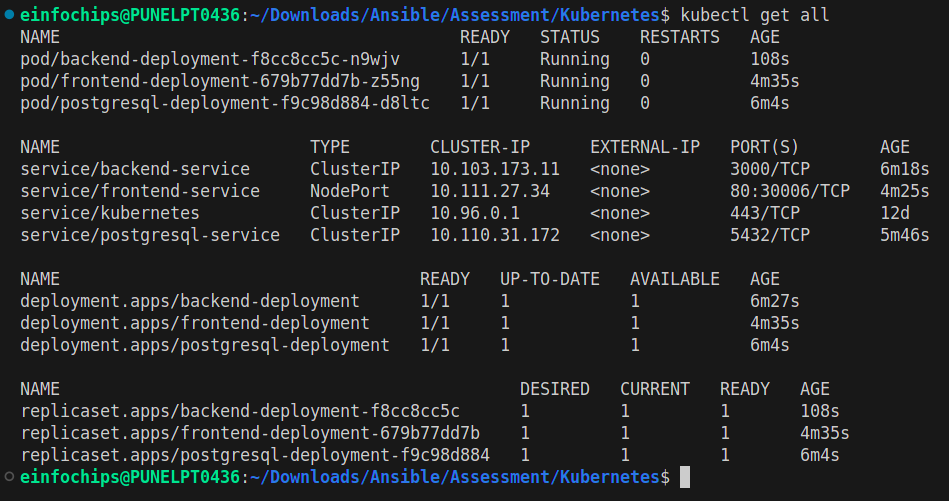 einfochips@PUNELPT0436:~/Downloads/Ansible/Assessment/Kubernetes$ kubectl get all
NAME READY STATUS RESTARTS AGE
pod/backend-deployment-f8cc8cc5c-n9wjv 1/1 Running 0 108s
pod/frontend-deployment-679b77dd7b-z55ng 1/1 Running 0 4m35s
pod/postgresql-deployment-f9c98d884-d8ltc 1/1 Running 0 6m4s
NAME TYPE CLUSTER-IP EXTERNAL-IP PORT(S) AGE
service/backend-service ClusterIP 10.103.173.11 <none> 3000/TCP 6m18s
service/frontend-service NodePort 10.111.27.34 <none> 80:30006/TCP 4m25s
service/kubernetes ClusterIP 10.96.0.1 <none> 443/TCP 12d
service/postgresql-service ClusterIP 10.110.31.172 <none> 5432/TCP 5m46s
NAME READY UP-TO-DATE AVAILABLE AGE
deployment.apps/backend-deployment 1/1 1 1 6m27s
deployment.apps/frontend-deployment 1/1 1 1 4m35s
deployment.apps/postgresql-deployment 1/1 1 1 6m4s
NAME DESIRED CURRENT READY AGE
replicaset.apps/backend-deployment-f8cc8cc5c 1 1 1 108s
replicaset.apps/frontend-deployment-679b77dd7b 1 1 1 4m35s
replicaset.apps/postgresql-deployment-f9c98d884 1 1 1 6m4s
einfochips@PUNELPT0436:~/Downloads/Ansible/Assessment/Kubernetes$